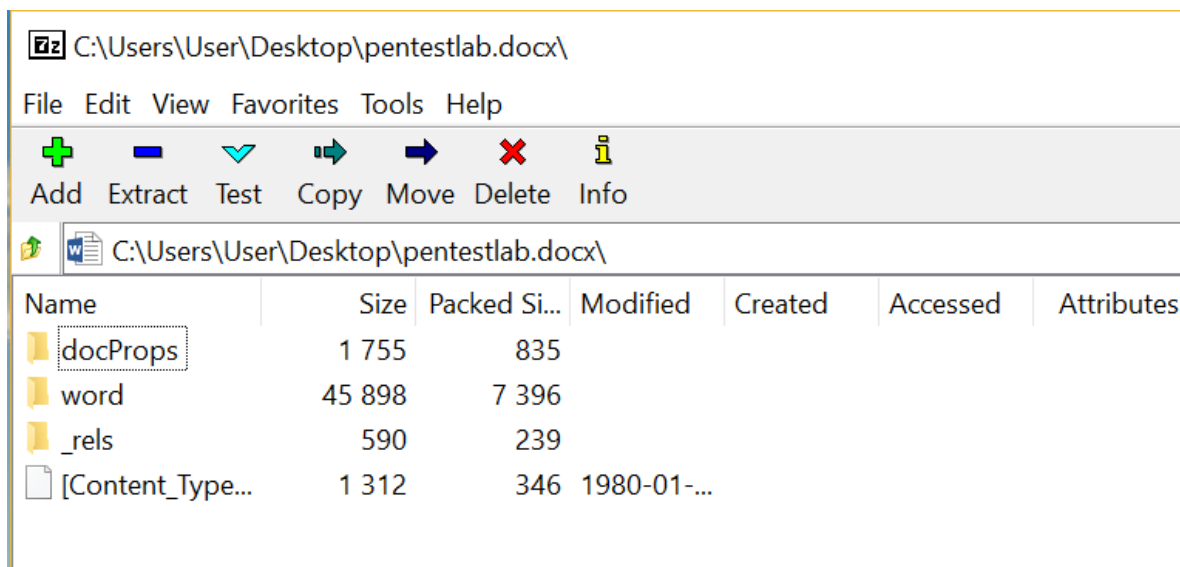 7z C:\Users\User\Desktop\pentestlab.docx\
File Edit View Favorites Tools Help
Add Extract Test Copy Move Delete Info
C:\Users\User\Desktop\pentestlab.docx\
Name Size Packed Si... Modified Created Accessed Attributes
docProps 1 755 835
word 45 898 7 396
_rels 590 239
[Content_Type... 1 312 346 1980-01-...